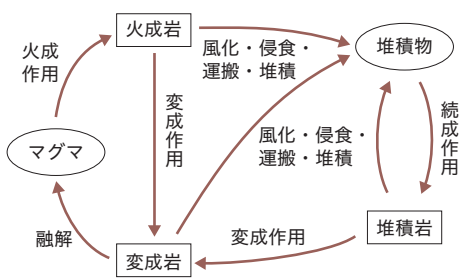 火成岩
風化・侵食・
運搬・堆積
堆積物
火成
作用
変成作用
続成作用
風化・侵食・
運搬・堆積
マグマ
融解
変成岩
変成作用
堆積岩